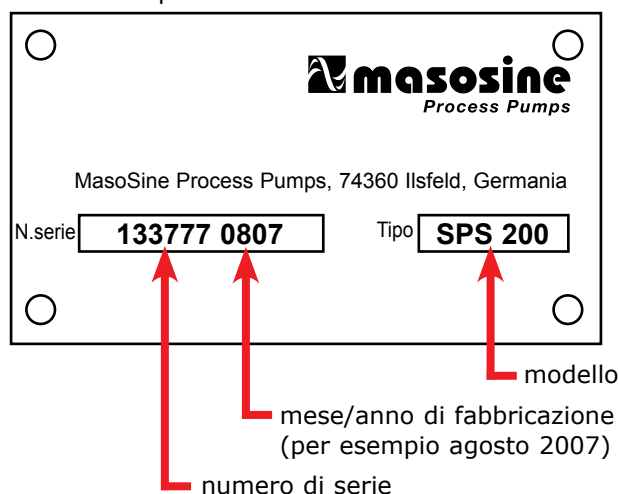 masosine
Process Pumps
MasoSine Process Pumps, 74360 Ilsfeld, Germania
N.serie 133777 0807 Tipo SPS 200
modello
mese/anno di fabbricazione
(per esempio agosto 2007)
numero di serie